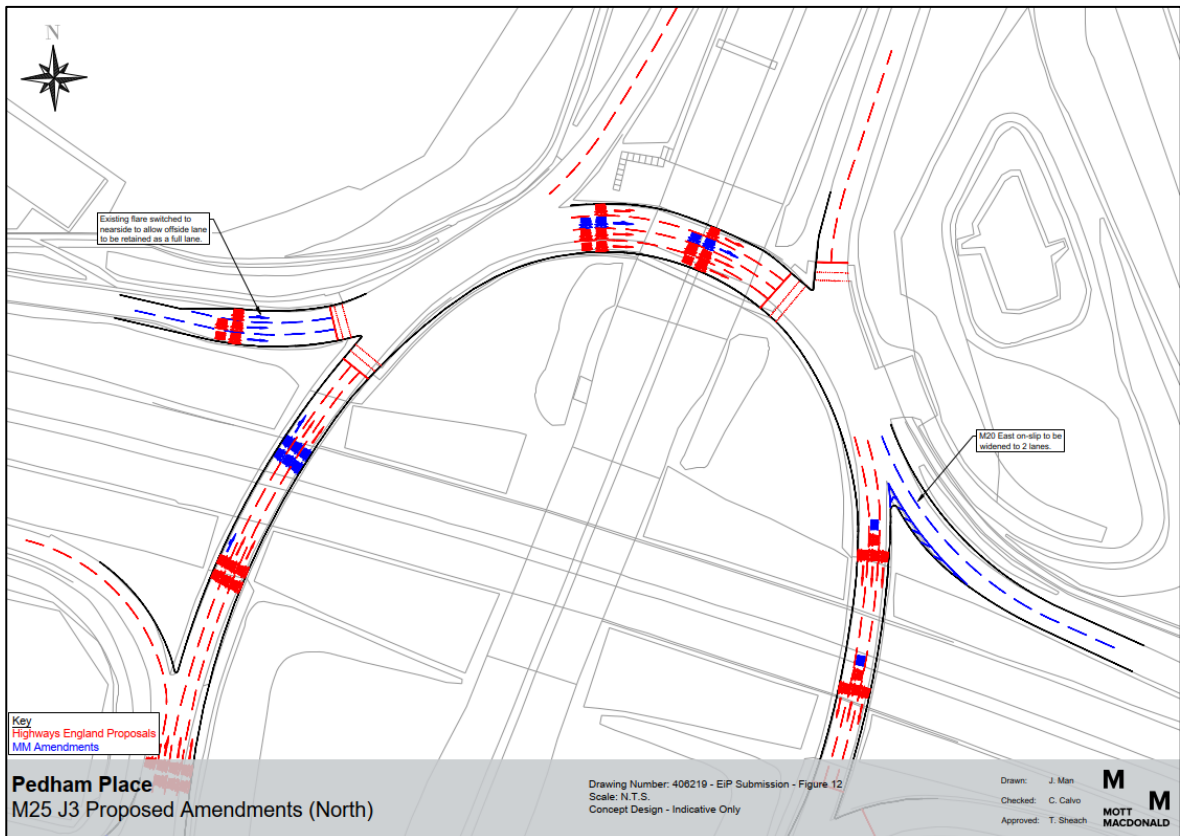 N
Existing flare switched to
nearside to allow offside lane
to be retained as a full lane.
M20 East on-slip to be
widened to 2 lanes.
Key
Highways England Proposals
MM Amendments
Pedham Place
M25 J3 Proposed Amendments (North)
Drawing Number: 406219 - EiP Submission - Figure 12
Scale: N.T.S.
Concept Design - Indicative Only
Drawn: J. Man
Checked: C. Calvo
Approved: T. Sheach
M
M
MOTT
MACDONALD